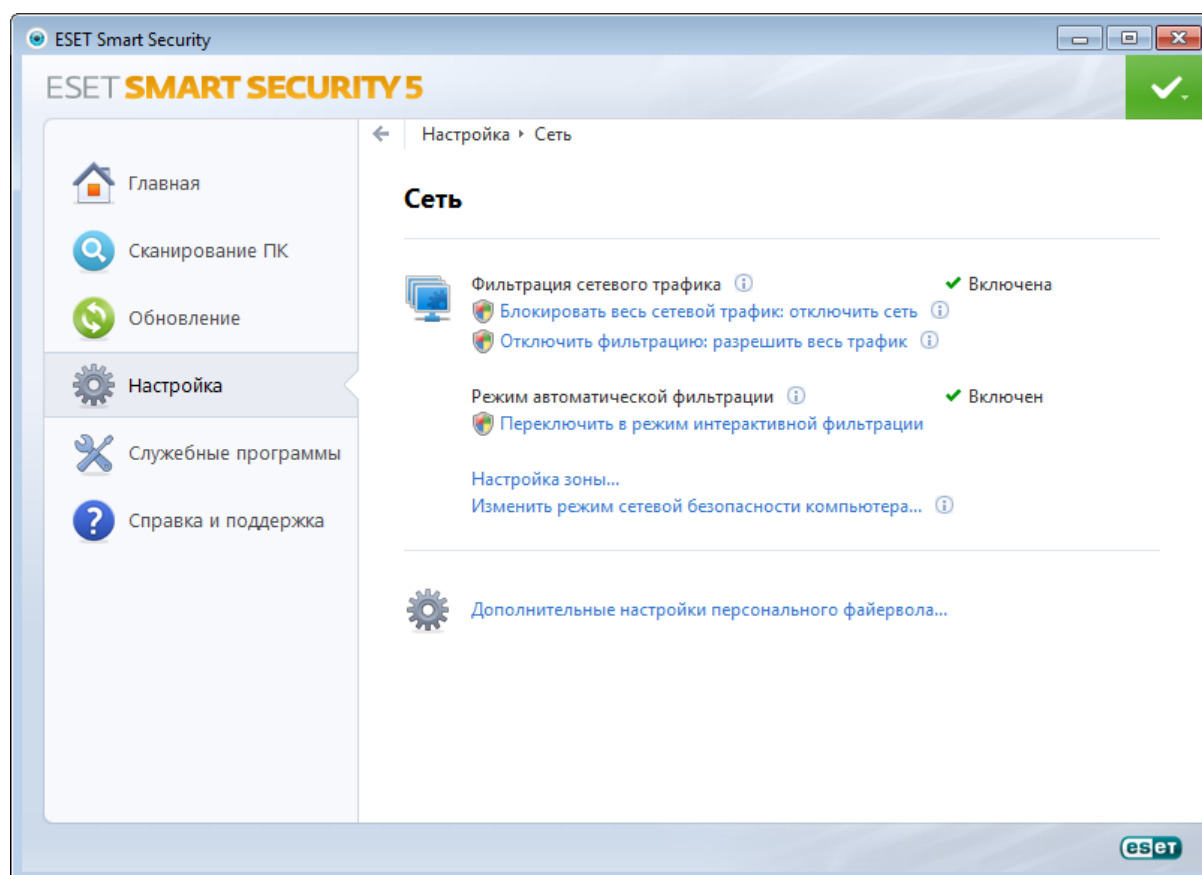 ESET Smart Security
ESET SMART SECURITY 5
Настройка ‣ Сеть
Главная
Сканирование ПК
Обновление
Настройка
Служебные программы
Справка и поддержка
Сеть
Фильтрация сетевого трафика Включена
Блокировать весь сетевой трафик: отключить сеть
Отключить фильтрацию: разрешить весь трафик
Режим автоматической фильтрации Включен
Переключить в режим интерактивной фильтрации
Настройка зоны...
Изменить режим сетевой безопасности компьютера...
Дополнительные настройки персонального файервола...
eset